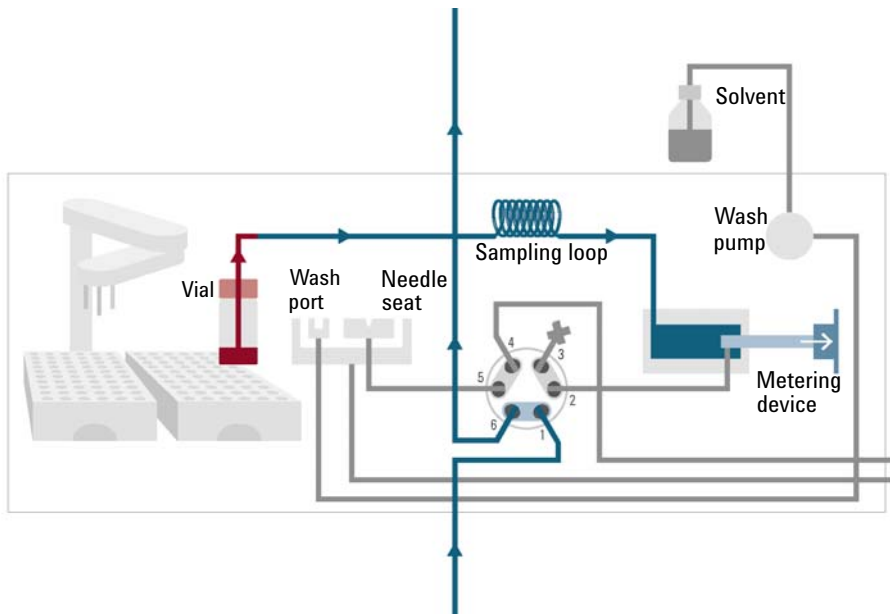 Solvent
Wash
pump
Sampling loop
Vial
Wash
port
Needle
seat
4
3
5
2
6
1
Metering
device